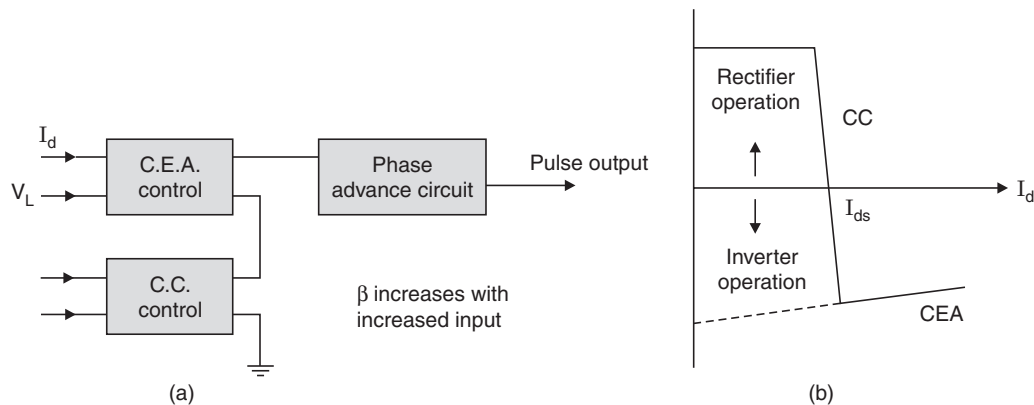 I_d
V_L
C.E.A.
control
C.C.
control
Phase
advance circuit
Pulse output
β increases with
increased input
(a)
Rectifier
operation
CC
I_d
I_ds
Inverter
operation
CEA
(b)